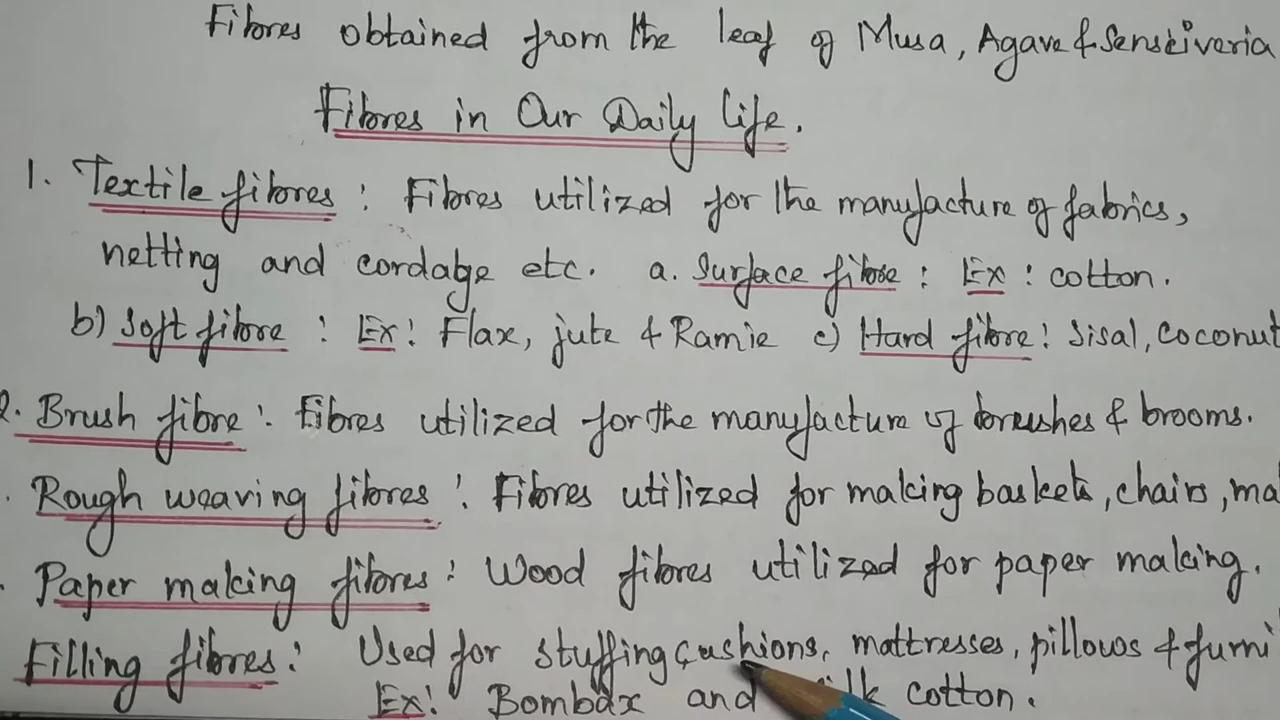 Fibres obtained from the leaf of Musa, Agave & Senseiveria
Fibres in Our Daily life.
1. Textile fibres : Fibres utilized for the manufacture of fabrics,
netting and cordage etc. a. Surface fibre : Ex : cotton.
b) Soft fibre : Ex : Flax, jute & Ramie c) Hard fibre : Sisal, Coconut
2. Brush fibre : Fibres utilized for the manufacture of brushes & brooms.
. Rough weaving fibres : Fibres utilized for making baskets, chairs, ma
. Paper making fibres : Wood fibres utilized for paper making.
Filling fibres : Used for stuffing cushions, mattresses, pillows & furni
Ex : Bombax and cotton.